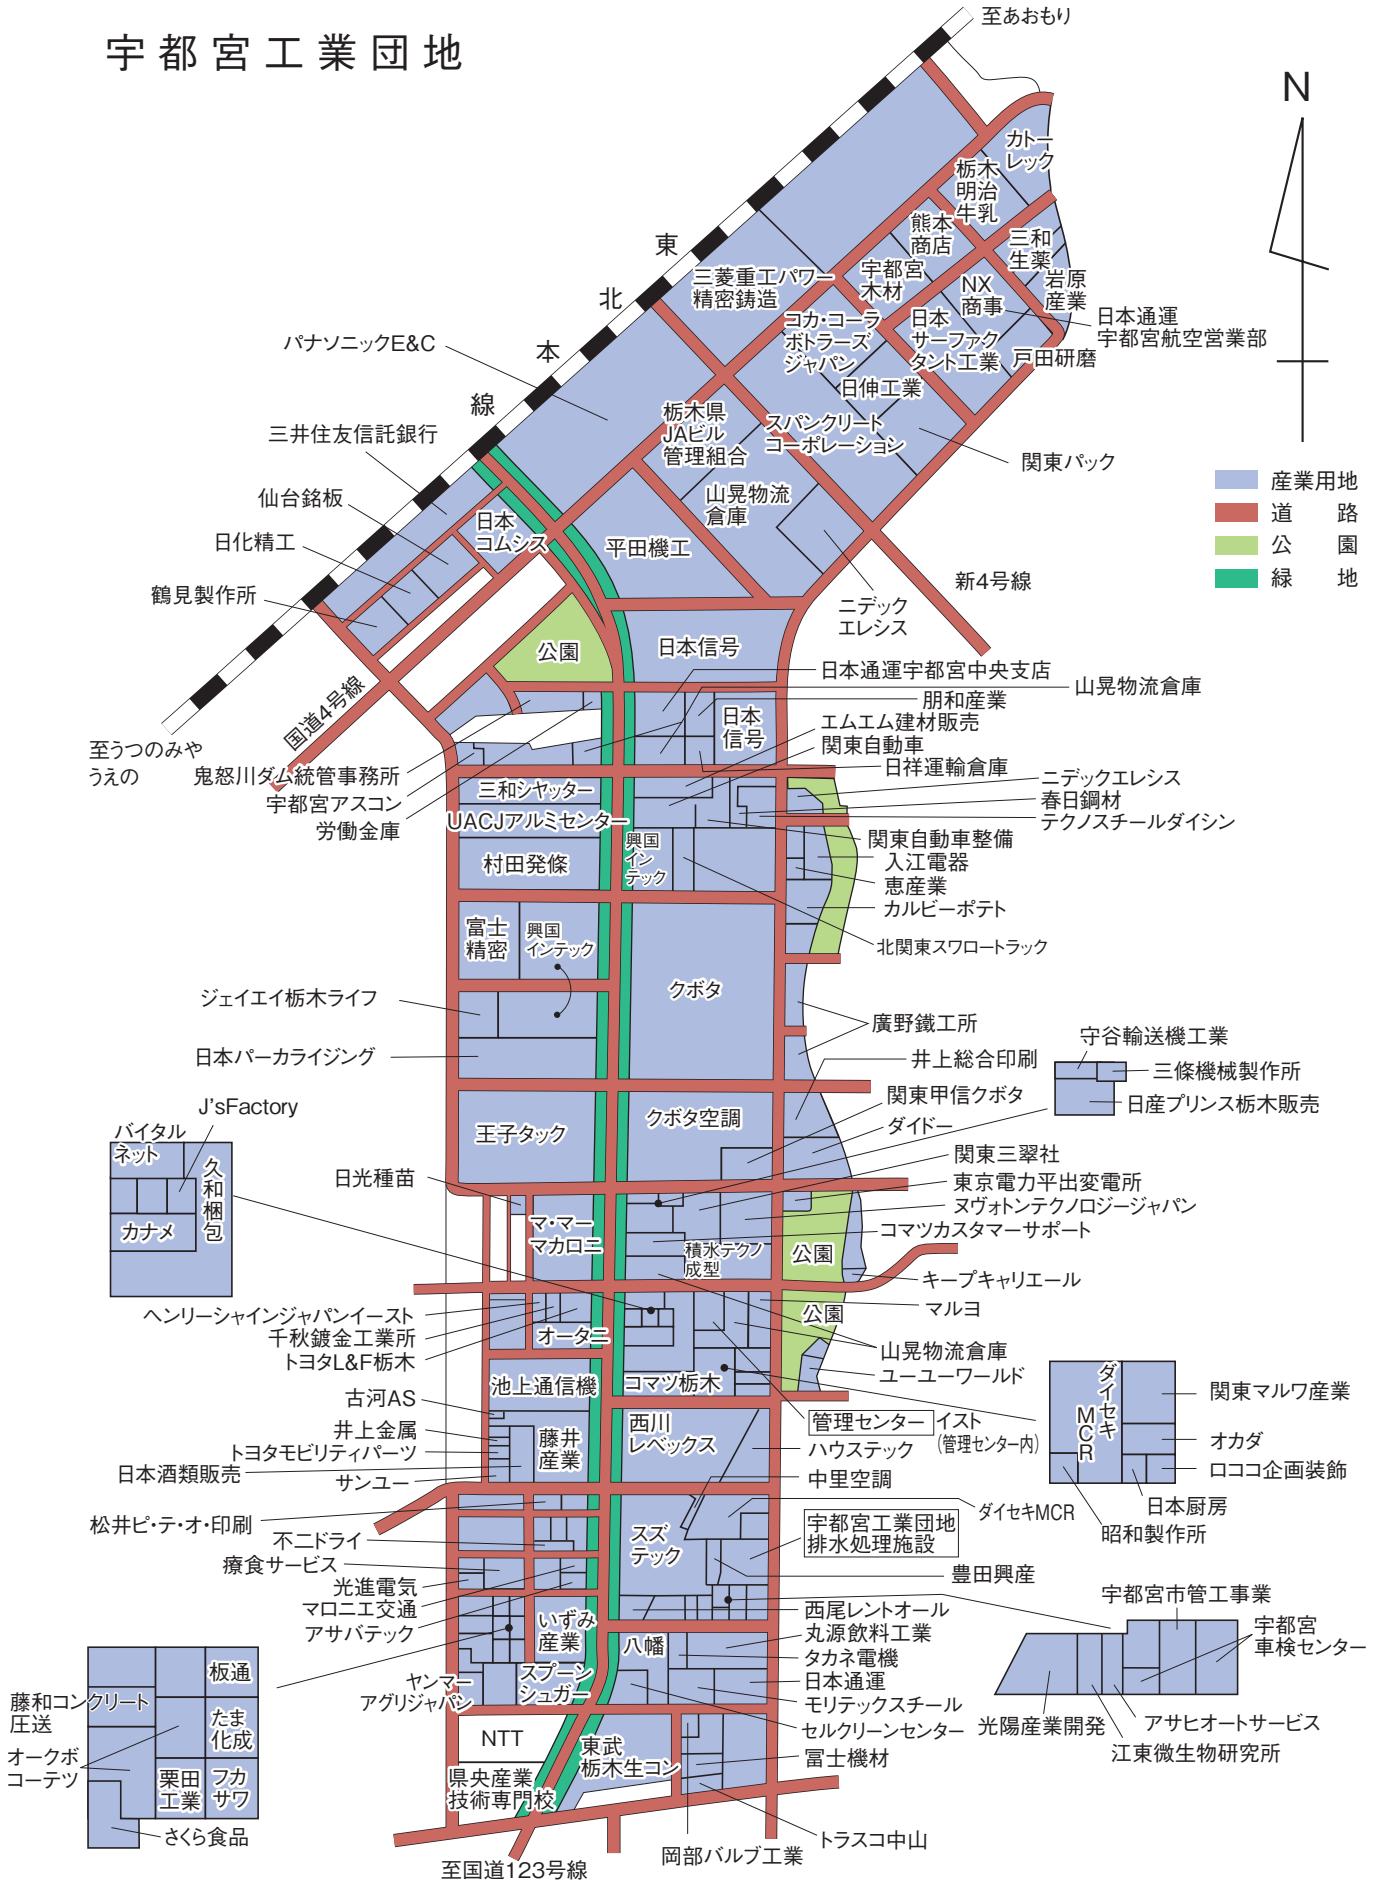 宇都宮工業団地
至あおもり
N
カトー
レック
栃木
明治
牛乳
熊本
商店
三和
生薬
東
北
本
線
三菱重工パワー
精密鋳造
宇都宮
木材
NX
商事
岩原
産業
日本通運
宇都宮航空営業部
コカ・コーラ
ボトラーズ
ジャパン
日本
サーファク
タント工業
戸田研磨
パナソニックE&C
日伸工業
栃木県
JAビル
管理組合
スパンクリート
コーポレーション
関東パック
三井住友信託銀行
仙台銘板
日化精工
鶴見製作所
日本
コムシス
山晃物流
倉庫
平田機工
産業用地
道　　路
公　　園
緑　　地
新4号線
ニデック
エレシス
公園
日本信号
国道4号線
至うつのみや
うえの
日本通運宇都宮中央支店
山晃物流倉庫
朋和産業
日本
信号
エムエム建材販売
関東自動車
日祥運輸倉庫
鬼怒川ダム統管事務所
宇都宮アスコン
労働金庫
三和シヤッター
UACJアルミセンター
村田発條
興国
イン
テック
ニデックエレシス
春日鋼材
テクノスチールダイシン
関東自動車整備
入江電器
恵産業
カルビーポテト
北関東スワロートラック
富士
精密
興国
インテック
クボタ
ジェイエイ栃木ライフ
日本パーカライジング
廣野鐵工所
井上総合印刷
守谷輸送機工業
三條機械製作所
日産プリンス栃木販売
関東甲信クボタ
ダイドー
王子タック
クボタ空調
J'sFactory
バイタル
ネット
久和梱包
カナメ
日光種苗
関東三翠社
東京電力平出変電所
ヌヴォトンテクノロジージャパン
コマツカスタマーサポート
マ・マー
マカロニ
積水テクノ
成型
公園
キープキャリエール
マルヨ
公園
ヘンリーシャインジャパンイースト
千秋鍍金工業所
トヨタL&F栃木
オータニ
山晃物流倉庫
ユーユーワールド
池上通信機
コマツ栃木
古河AS
井上金属
トヨタモビリティパーツ
日本酒類販売
サンユー
藤井
産業
西川
レベックス
管理センター
イスト
(管理センター内)
ハウステック
中里空調
ダイセキ
MCR
関東マルワ産業
オカダ
ロココ企画装飾
日本厨房
昭和製作所
松井ピ・テ・オ・印刷
不二ドライ
療食サービス
光進電気
マロニエ交通
アサバテック
スズ
テック
ダイセキMCR
宇都宮工業団地
排水処理施設
豊田興産
西尾レントオール
丸源飲料工業
タカネ電機
日本通運
モリテックスチール
セルクリーンセンター
冨士機材
いずみ
産業
八幡
宇都宮市管工事業
宇都宮
車検センター
光陽産業開発
アサヒオートサービス
江東微生物研究所
ヤンマー
アグリジャパン
スプーン
シュガー
板通
藤和コンクリート
圧送
たま
化成
オークボ
コーテツ
栗田
工業
フカ
サワ
さくら食品
NTT
県央産業
技術専門校
東武
栃木生コン
トラスコ中山
岡部バルブ工業
至国道123号線